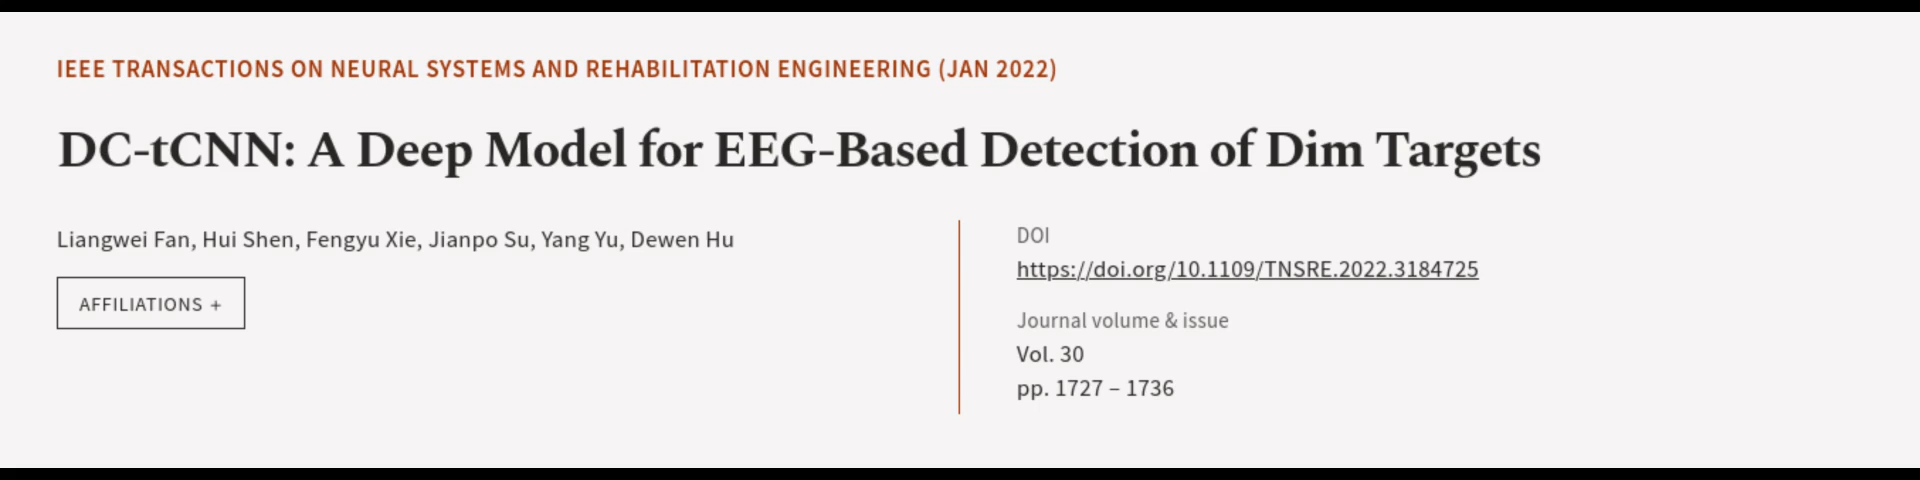 IEEE TRANSACTIONS ON NEURAL SYSTEMS AND REHABILITATION ENGINEERING (JAN 2022)
DC-tCNN: A Deep Model for EEG-Based Detection of Dim Targets
Liangwei Fan, Hui Shen, Fengyu Xie, Jianpo Su, Yang Yu, Dewen Hu
AFFILIATIONS +
DOI
https://doi.org/10.1109/TNSRE.2022.3184725
Journal volume & issue
Vol. 30
pp. 1727 – 1736